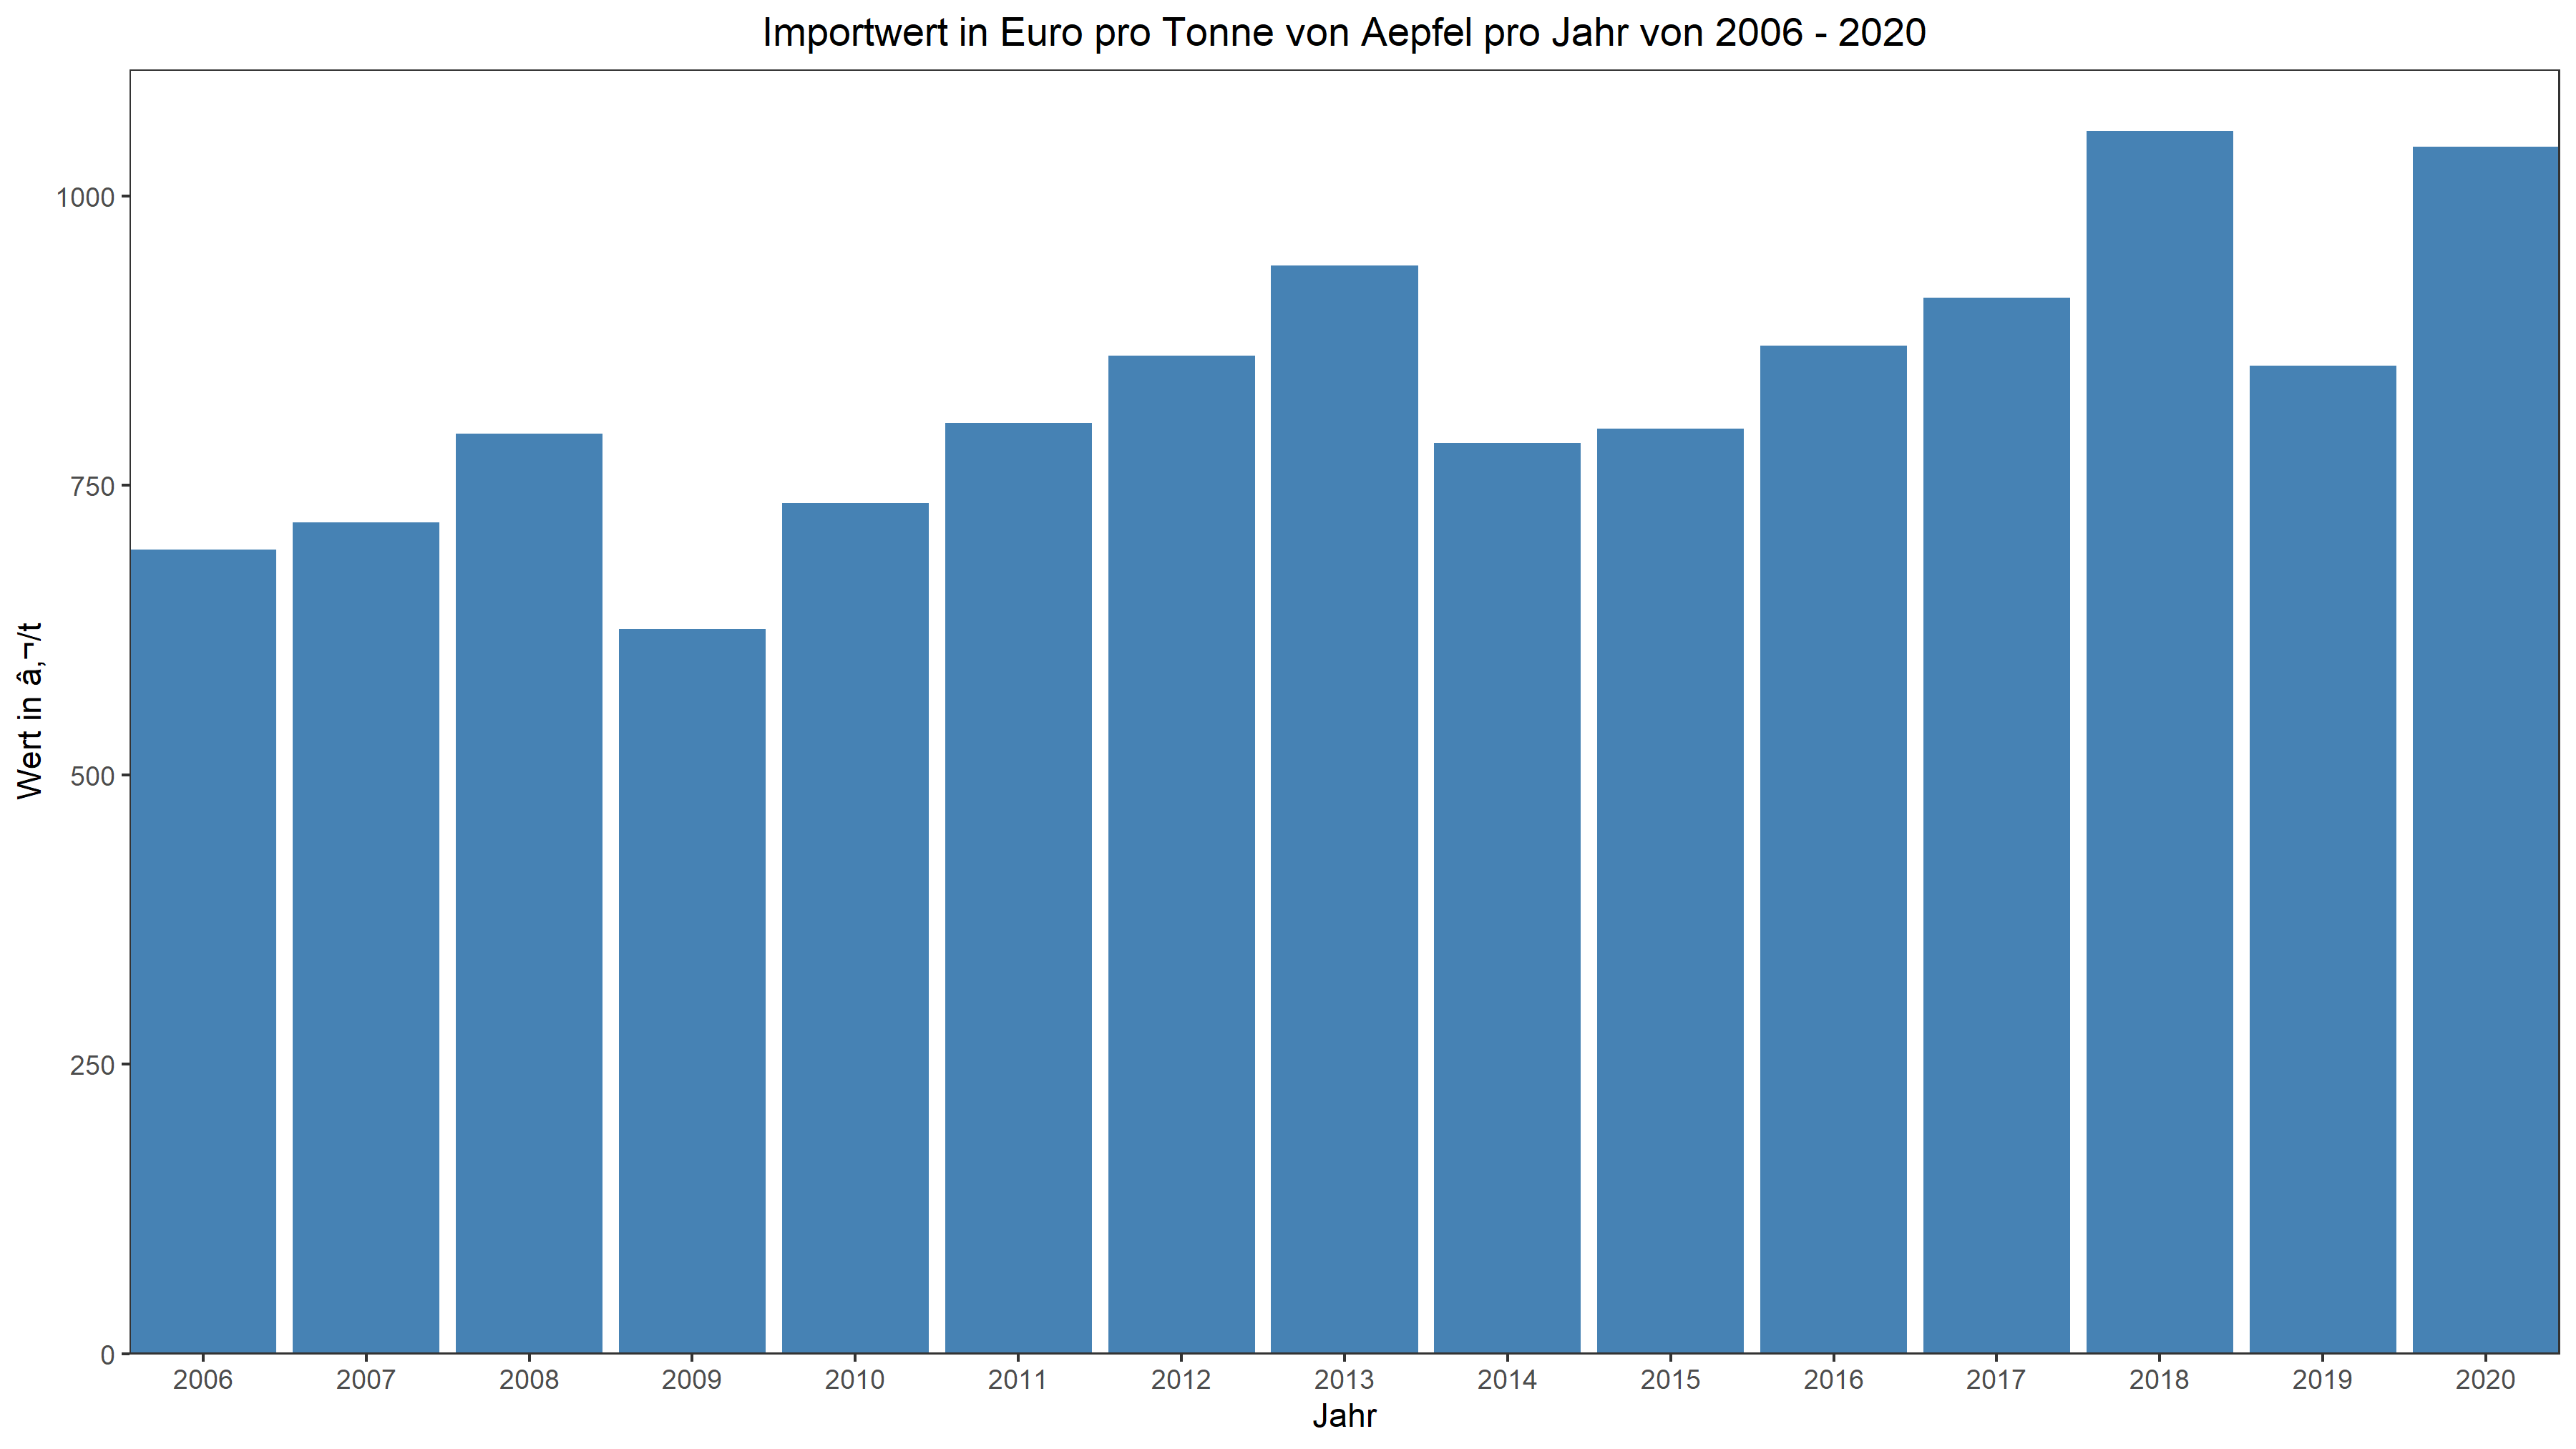 Importwert in Euro pro Tonne von Aepfel pro Jahr von 2006 - 2020
Wert in â‚¬/t
1000
750
500
250
0
2006 2007 2008 2009 2010 2011 2012 2013 2014 2015 2016 2017 2018 2019 2020
Jahr